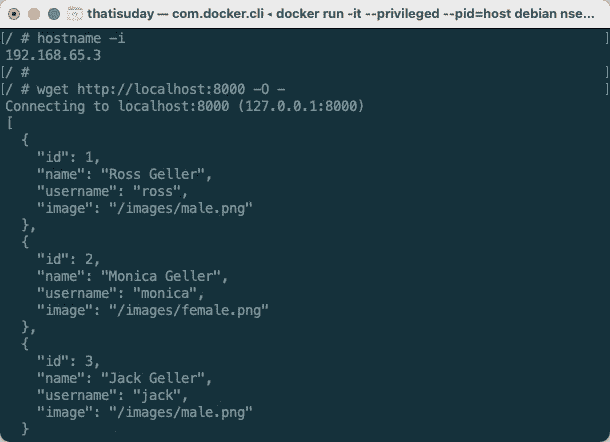 thatisuday — com.docker.cli ◂ docker run -it --privileged --pid=host debian nse...
[/ # hostname -i ]
192.168.65.3
[/ # ]
[/ # wget http://localhost:8000 -O - ]
Connecting to localhost:8000 (127.0.0.1:8000)
[
  {
    "id": 1,
    "name": "Ross Geller",
    "username": "ross",
    "image": "/images/male.png"
  },
  {
    "id": 2,
    "name": "Monica Geller",
    "username": "monica",
    "image": "/images/female.png"
  },
  {
    "id": 3,
    "name": "Jack Geller",
    "username": "jack",
    "image": "/images/male.png"
  }